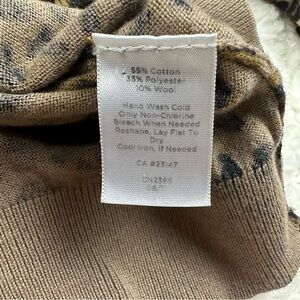 55% Cotton
35% Polyester
10% Wool
Hand Wash Cold
Only Non-Chlorine
Bleach When Needed
Reshape, Lay Flat To
Dry
Cool Iron, If Needed
CA #23147